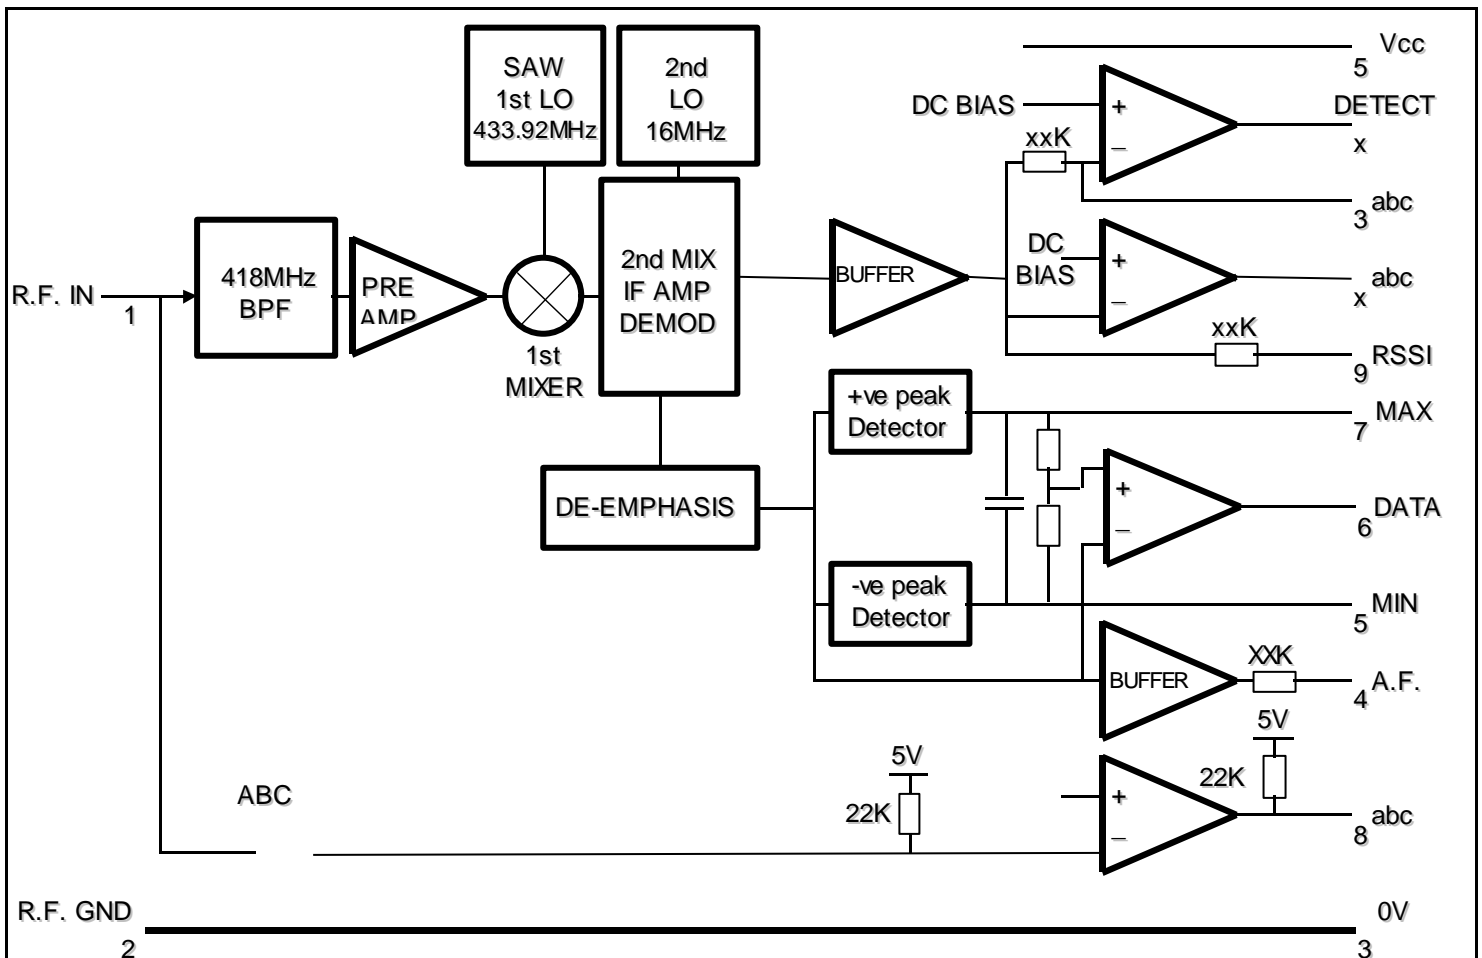 SAW
1st LO
433.92MHz
2nd
LO
16MHz
Vcc
5
DC BIAS
+
_
DETECT
x
xxK
abc
3
R.F. IN
1
418MHz
BPF
PRE
AMP
1st
MIXER
2nd MIX
IF AMP
DEMOD
BUFFER
DC
BIAS
+
_
abc
x
xxK
RSSI
9
+ve peak
Detector
MAX
7
DE-EMPHASIS
+
_
DATA
6
-ve peak
Detector
MIN
5
BUFFER
XXK
A.F.
4
5V
22K
5V
22K
ABC
+
_
abc
8
R.F. GND
2
0V
3